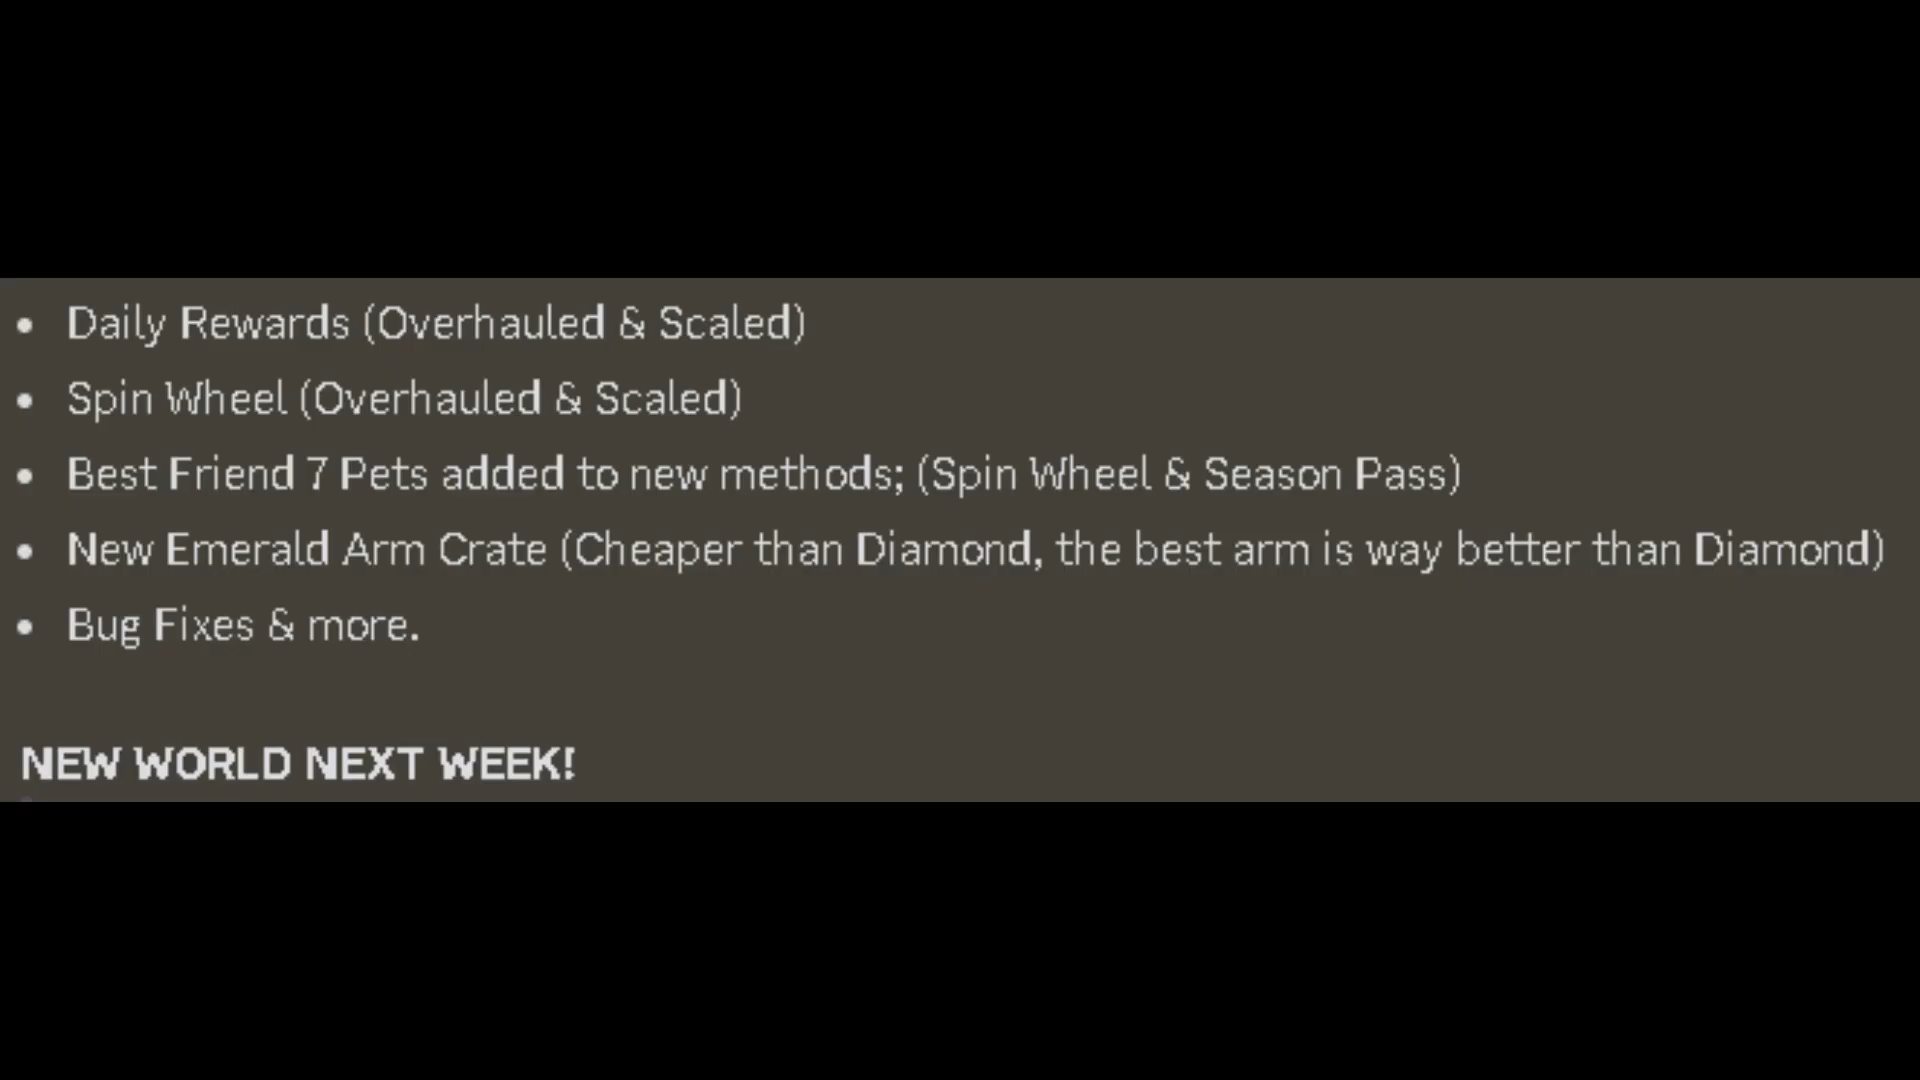 • Daily Rewards (Overhauled & Scaled)
• Spin Wheel (Overhauled & Scaled)
• Best Friend 7 Pets added to new methods; (Spin Wheel & Season Pass)
• New Emerald Arm Crate (Cheaper than Diamond, the best arm is way better than Diamond)
• Bug Fixes & more.
NEW WORLD NEXT WEEK!